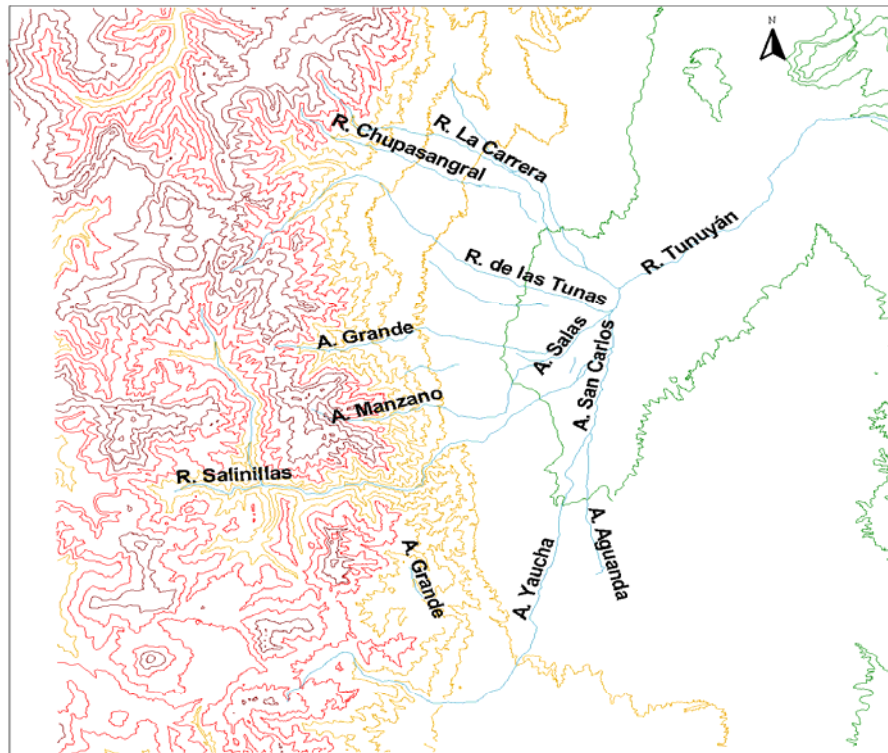 N
R. La Carrera
R. Chupasangral
R. Tunuyán
R. de las Tunas
A. Grande
A. Salas
A. San Carlos
A. Manzano
R. Salinillas
A. Grande
A. Yaucha
A. Aguanda